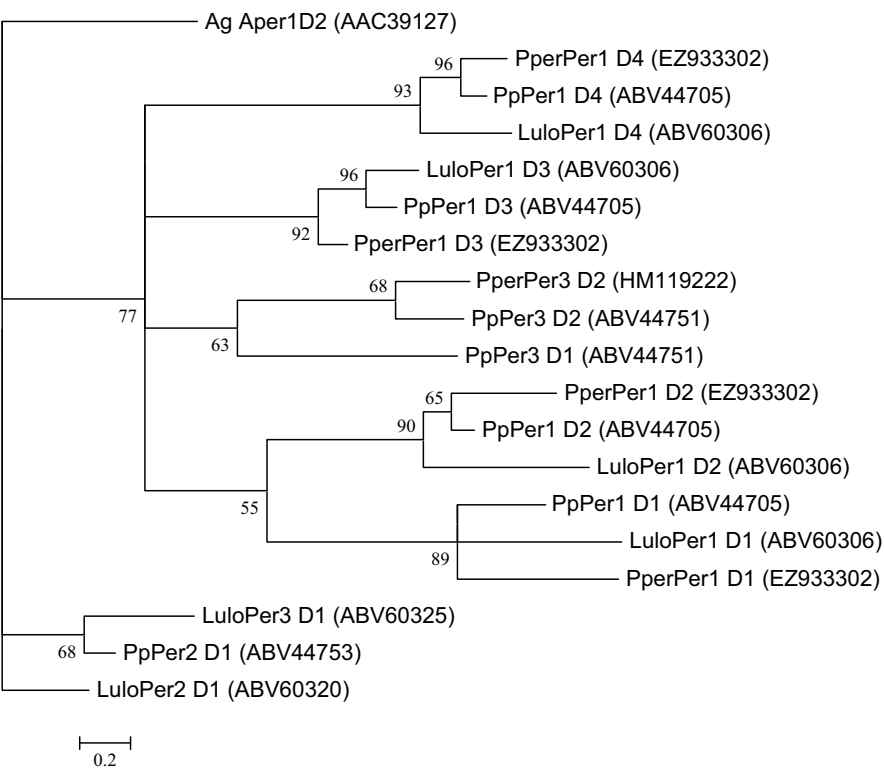 Ag Aper1D2 (AAC39127)
96 PperPer1 D4 (EZ933302)
93 PpPer1 D4 (ABV44705)
LuloPer1 D4 (ABV60306)
96 LuloPer1 D3 (ABV60306)
PpPer1 D3 (ABV44705)
92 PperPer1 D3 (EZ933302)
68 PperPer3 D2 (HM119222)
77 PpPer3 D2 (ABV44751)
63 PpPer3 D1 (ABV44751)
65 PperPer1 D2 (EZ933302)
90 PpPer1 D2 (ABV44705)
LuloPer1 D2 (ABV60306)
55 PpPer1 D1 (ABV44705)
LuloPer1 D1 (ABV60306)
89 PperPer1 D1 (EZ933302)
LuloPer3 D1 (ABV60325)
68 PpPer2 D1 (ABV44753)
LuloPer2 D1 (ABV60320)
0.2